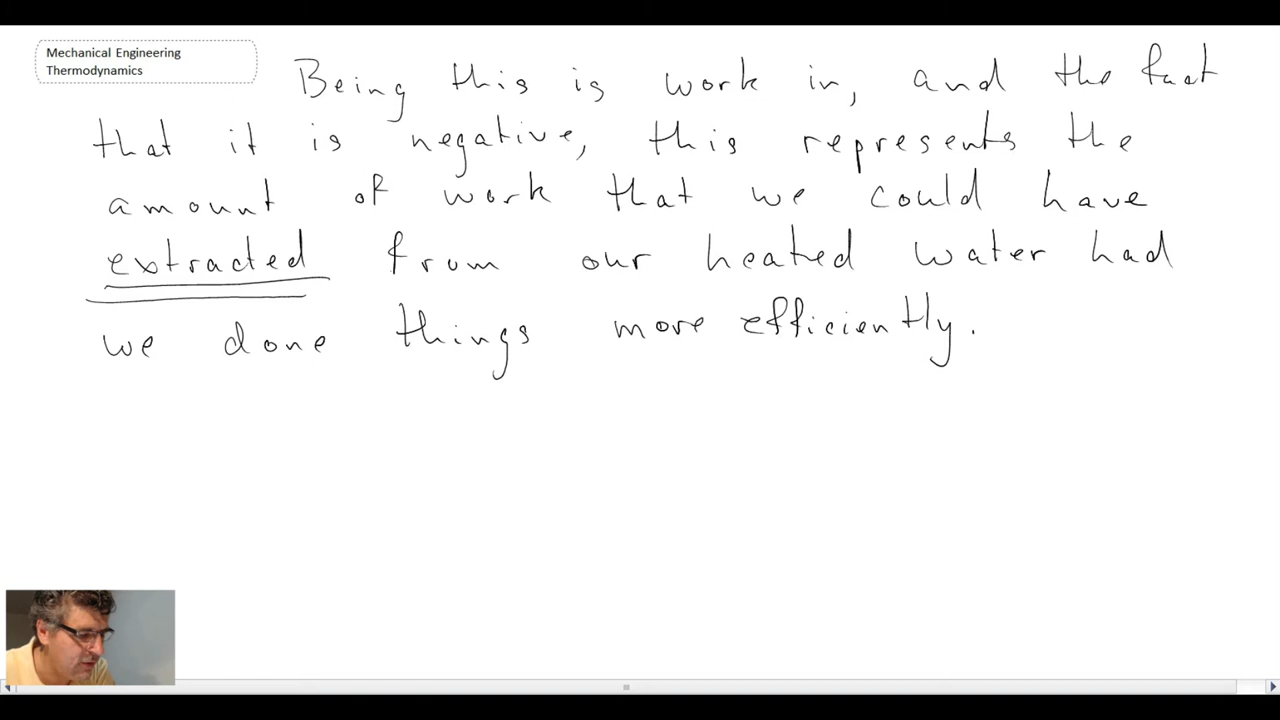 Mechanical Engineering
Thermodynamics
Being this is work in, and the fact
that it is negative, this represents the
amount of work that we could have
extracted from our heated water had
we done things more efficiently.